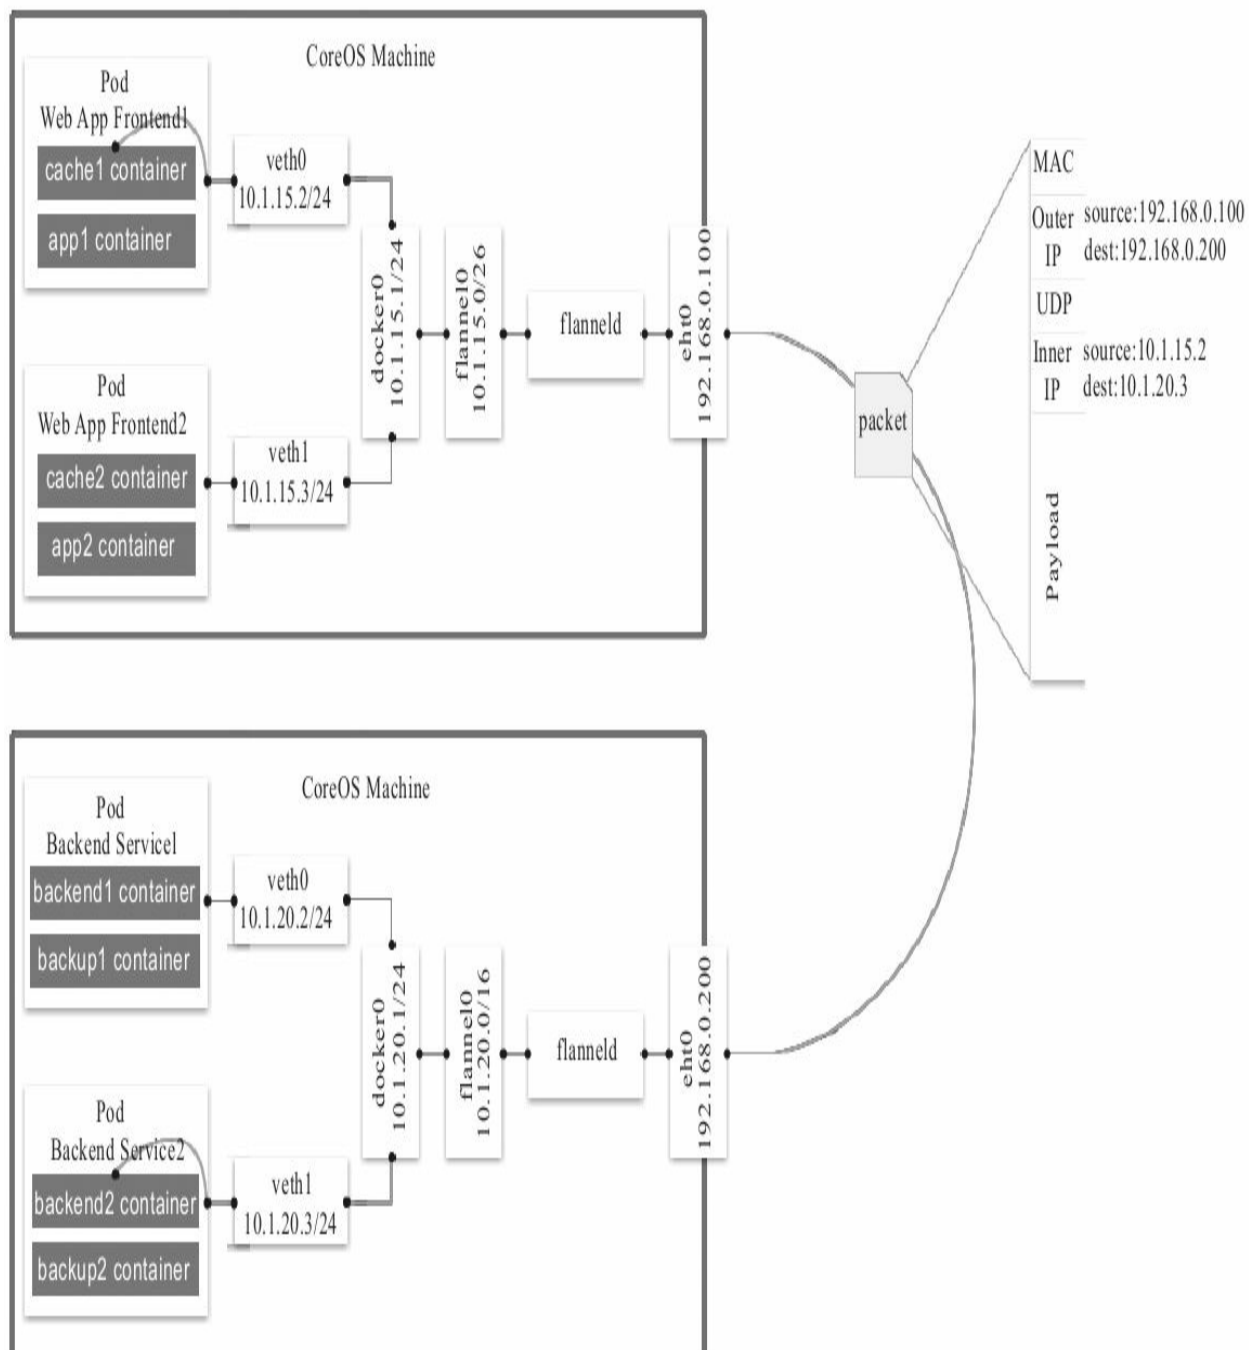 CoreOS Machine
Pod
Web App Frontend1
cache1 container
app1 container
veth0
10.1.15.2/24
Pod
Web App Frontend2
cache2 container
app2 container
veth1
10.1.15.3/24
docker0
10.1.15.1/24
flannel0
10.1.15.0/26
flanneld
eht0
192.168.0.100
packet
MAC
Outer source:192.168.0.100
IP dest:192.168.0.200
UDP
Inner source:10.1.15.2
IP dest:10.1.20.3
Payload
CoreOS Machine
Pod
Backend Service1
backend1 container
backup1 container
veth0
10.1.20.2/24
Pod
Backend Service2
backend2 container
backup2 container
veth1
10.1.20.3/24
docker0
10.1.20.1/24
flannel0
10.1.20.0/16
flanneld
eht0
192.168.0.200